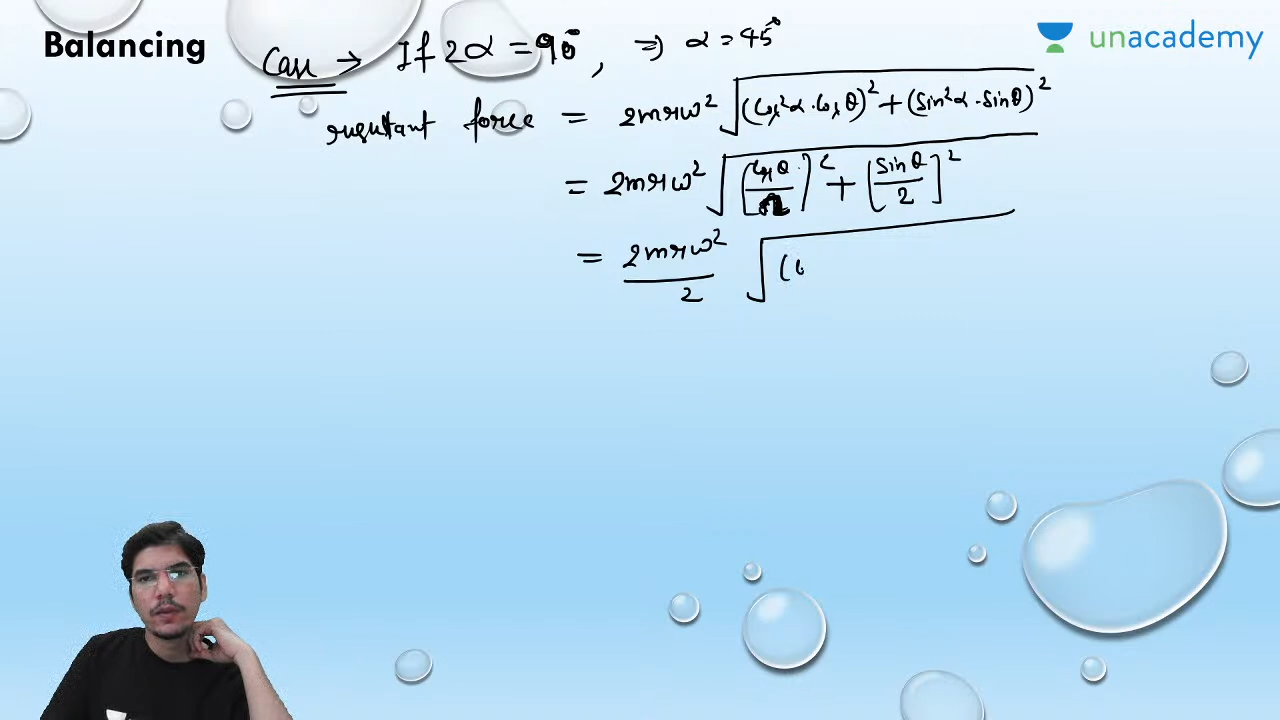 Balancing
Case → If 2α = 90°, ⇒ α = 45°
unacademy
resultant force = 2mrω² √((Cos²α · Cos θ)² + (Sin²α · Sinθ)²)
= 2mrω² √([Cos θ / 2]² + [Sin θ / 2]²)
= 2mrω² / 2 √(